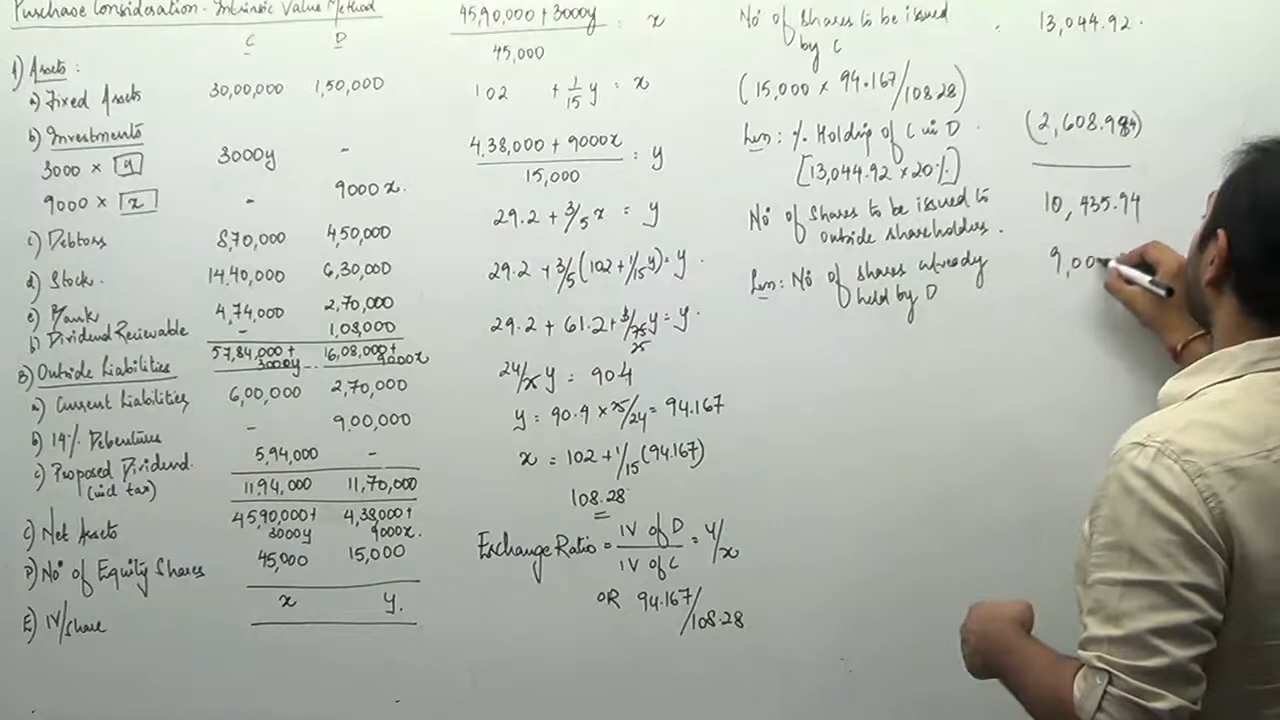 Purchase Consideration - Intrinsic Value Method
C D
A) Assets:
a) Fixed Assets 30,00,000 1,50,000
b) Investments
3000 × y 3000y -
9000 × x - 9000x.
c) Debtors 8,70,000 4,50,000
d) Stock. 14,40,000 6,30,000
e) Bank 4,74,000 2,70,000
f) Dividend Receivable - 1,08,000
57,84,000+ 3000y 16,08,000+ 9000x
B) Outside Liabilities
a) Current Liabilities 6,00,000 2,70,000
b) 14% Debentures - 9,00,000
c) Proposed Dividend. 5,94,000 -
(incl tax)
11,94,000 11,70,000
C) Net Assets 45,90,000+ 3000y 4,38,000+ 9000x.
D) No of Equity Shares 45,000 15,000
E) IV/share x y.
45,90,000 + 3000y = x
45,000
102 + 1/15 y = x
4,38,000 + 9000x = y
15,000
29.2 + 3/5 x = y
29.2 + 3/5 (102 + 1/15 y) = y.
29.2 + 61.2 + 3/75 y = y.
25
24/25 y = 90.4
y = 90.4 × 25/24 = 94.167
x = 102 + 1/15 (94.167)
108.28
Exchange Ratio = IV of D = y/x
IV of C
OR 94.167/108.28
No of shares to be issued by C = 13,044.92.
(15,000 × 94.167/108.28)
Less: % Holding of C in D. (2,608.984)
[13,044.92 × 20%]
No of Shares to be issued to outside shareholders. 10,435.94
Less: No of shares already held by D 9,00